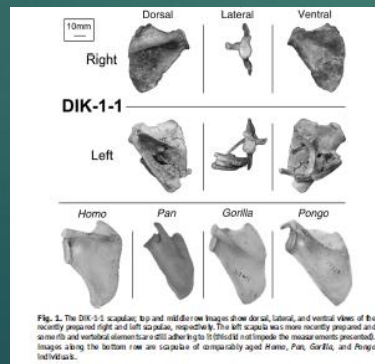 Dorsal Lateral Ventral
10mm
Right
DIK-1-1
Left
Homo Pan Gorilla Pongo
Fig. 1. The DIK-1-1 scapulae; top and middle row images show dorsal, lateral, and ventral views of the
recently prepared right and left scapulae, respectively. The left scapula was more recently prepared and
some rib and vertebral elements are still adhering to it (this did not impede the measurements presented).
Images along the bottom row are scapulae of comparably aged Homo, Pan, Gorilla, and Pongo
individuals.